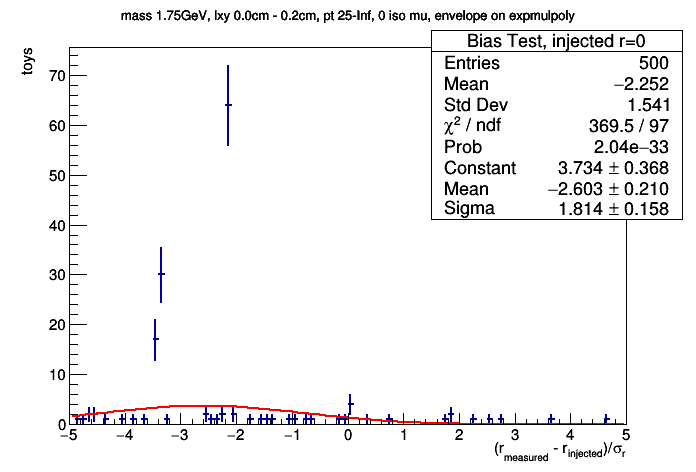 mass 1.75GeV, lxy 0.0cm - 0.2cm, pt 25-Inf, 0 iso mu, envelope on expmulpoly
Bias Test, injected r=0
Entries 500
Mean −2.252
Std Dev 1.541
χ² / ndf 369.5 / 97
Prob 2.04e−33
Constant 3.734 ± 0.368
Mean −2.603 ± 0.210
Sigma 1.814 ± 0.158
toys
70
60
50
40
30
20
10
0
−5 −4 −3 −2 −1 0 1 2 3 4 5
(r_measured - r_injected)/σ_r